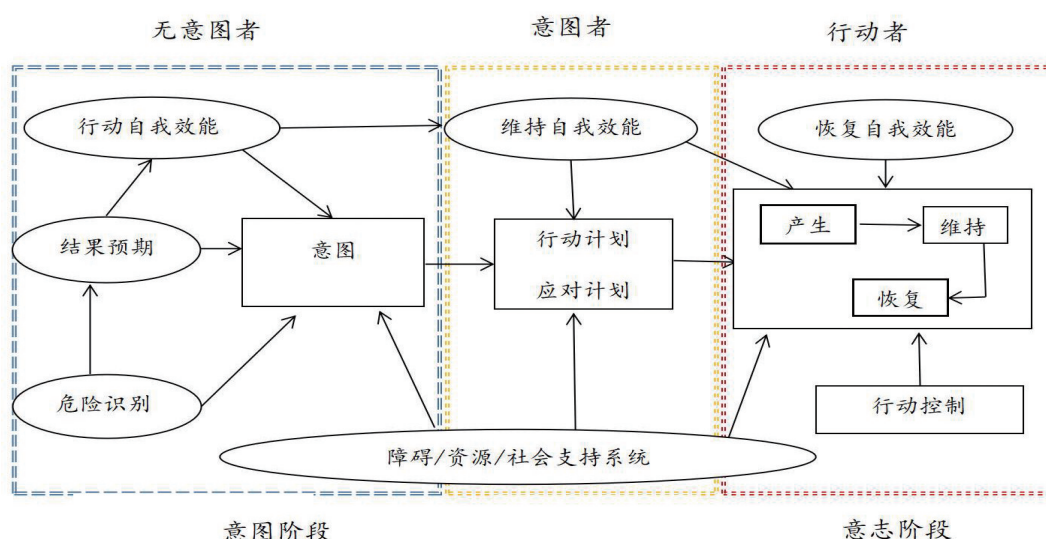 无意图者
意图者
行动者
行动自我效能
维持自我效能
恢复自我效能
结果预期
意图
行动计划
应对计划
产生
维持
恢复
危险识别
行动控制
障碍/资源/社会支持系统
意图阶段
意志阶段